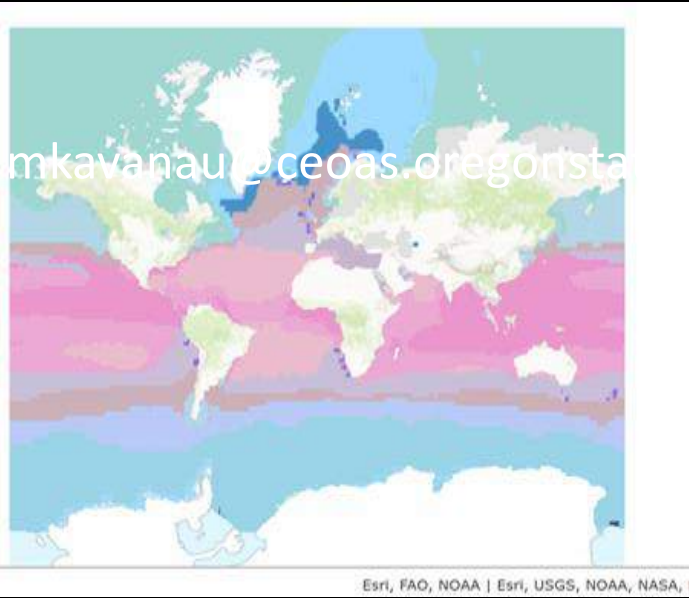 mkavanau@ceoas.oregonsta
Esri, FAO, NOAA | Esri, USGS, NOAA, NASA,